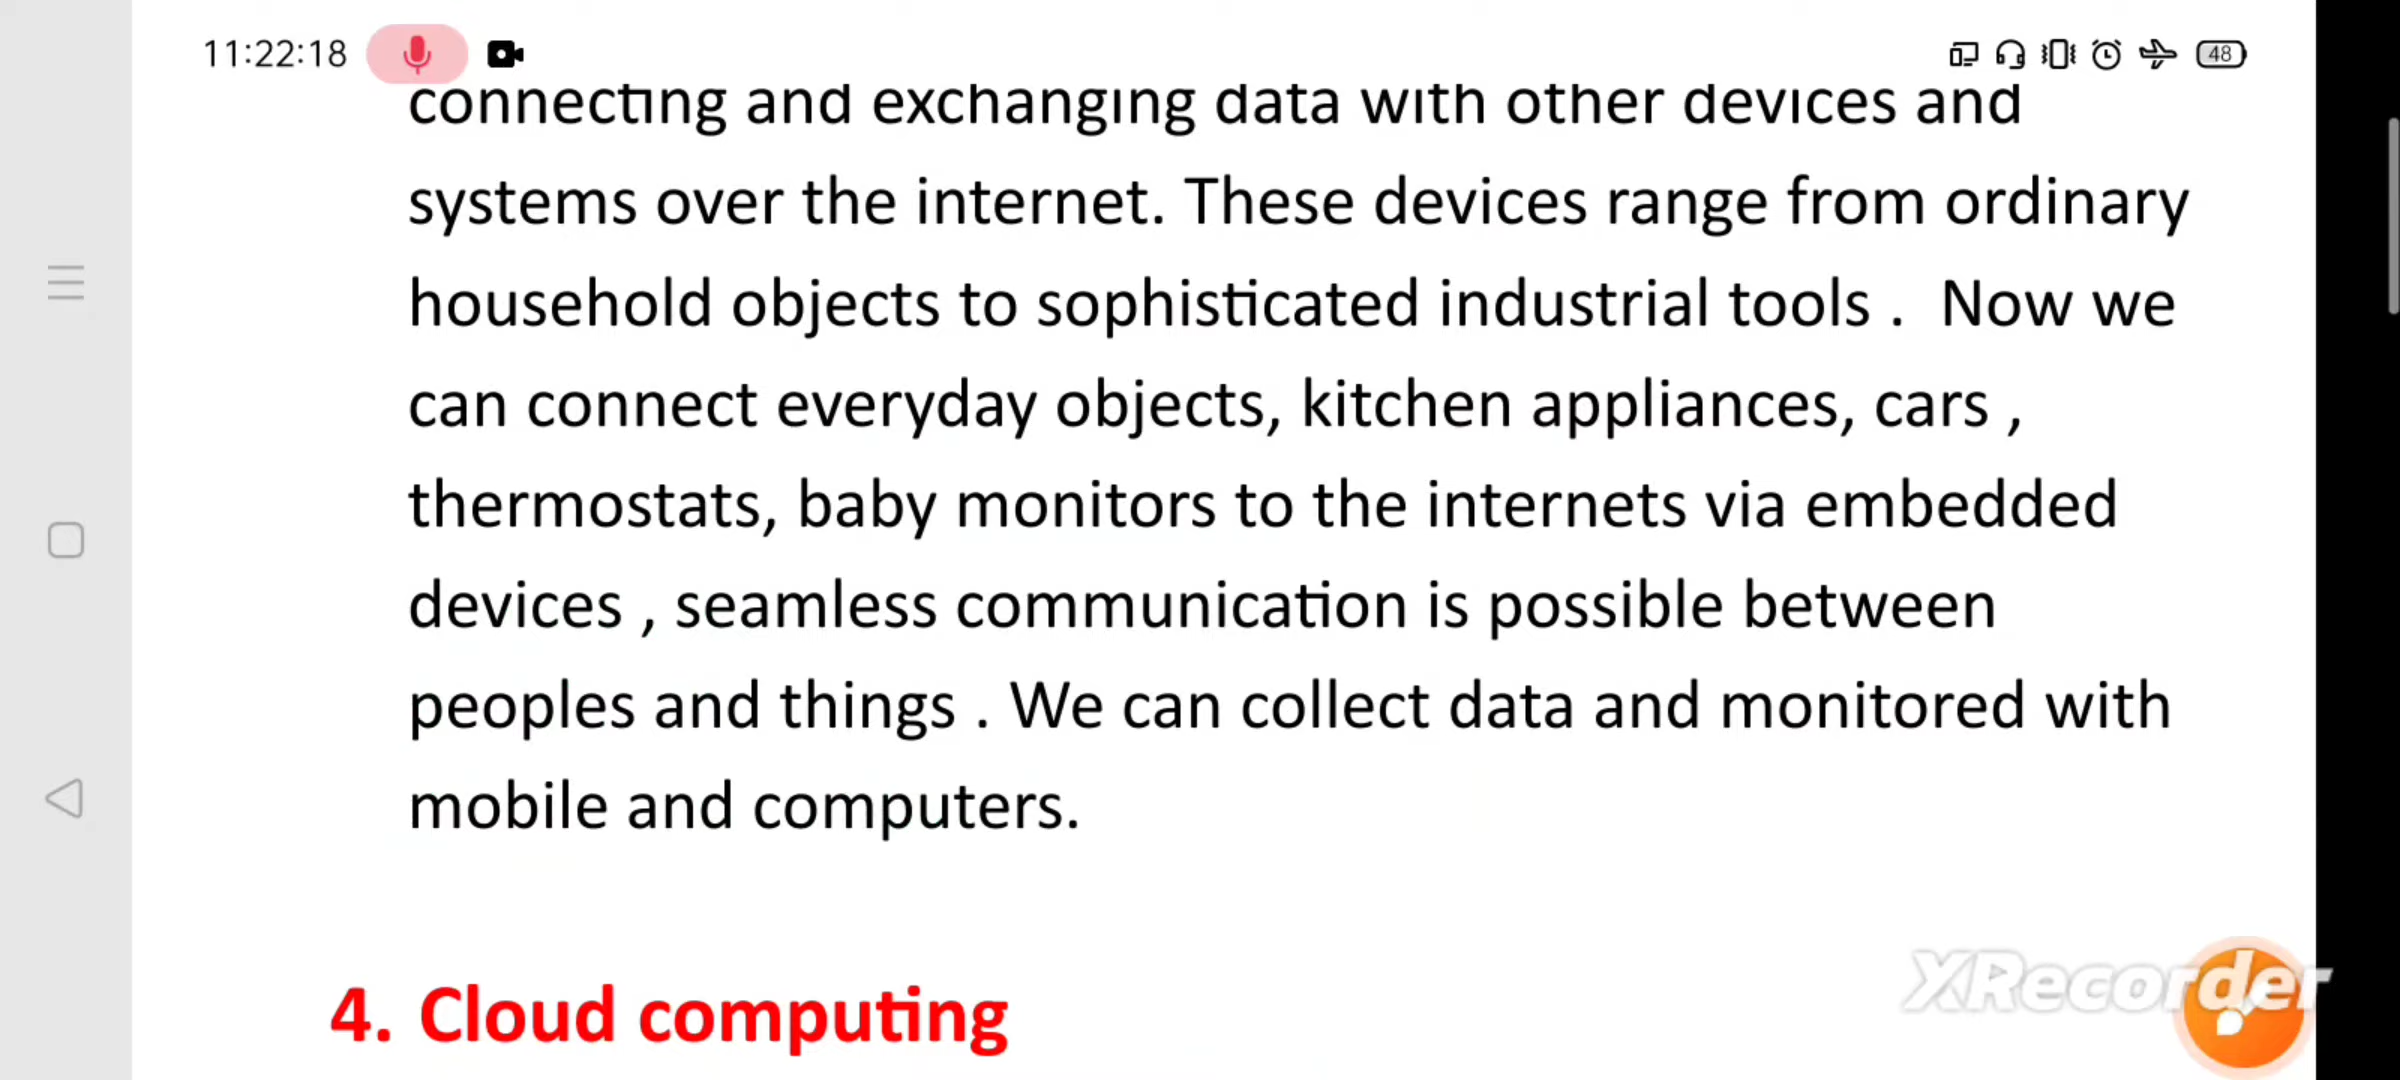 11:22:18
48
connecting and exchanging data with other devices and
systems over the internet. These devices range from ordinary
household objects to sophisticated industrial tools .  Now we
can connect everyday objects, kitchen appliances, cars ,
thermostats, baby monitors to the internets via embedded
devices , seamless communication is possible between
peoples and things . We can collect data and monitored with
mobile and computers.
4. Cloud computing
XRecorder